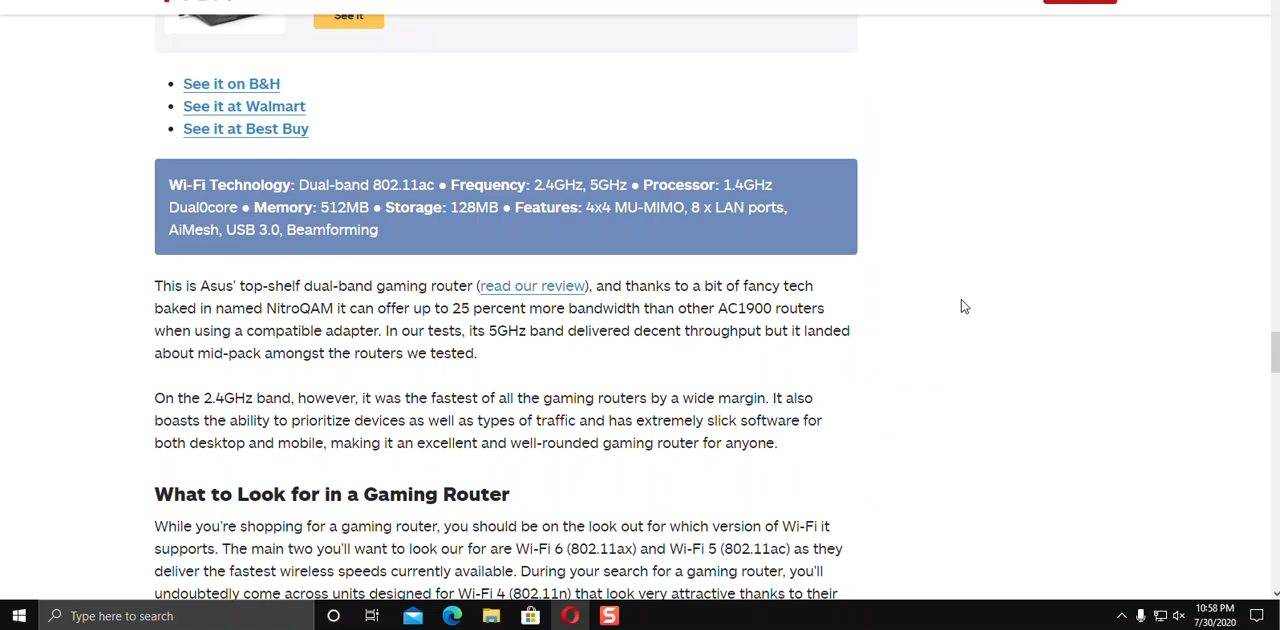 See it
• See it on B&H
• See it at Walmart
• See it at Best Buy
Wi-Fi Technology: Dual-band 802.11ac ● Frequency: 2.4GHz, 5GHz ● Processor: 1.4GHz
Dual0core ● Memory: 512MB ● Storage: 128MB ● Features: 4x4 MU-MIMO, 8 x LAN ports,
AiMesh, USB 3.0, Beamforming
This is Asus' top-shelf dual-band gaming router (read our review), and thanks to a bit of fancy tech
baked in named NitroQAM it can offer up to 25 percent more bandwidth than other AC1900 routers
when using a compatible adapter. In our tests, its 5GHz band delivered decent throughput but it landed
about mid-pack amongst the routers we tested.
On the 2.4GHz band, however, it was the fastest of all the gaming routers by a wide margin. It also
boasts the ability to prioritize devices as well as types of traffic and has extremely slick software for
both desktop and mobile, making it an excellent and well-rounded gaming router for anyone.
What to Look for in a Gaming Router
While you're shopping for a gaming router, you should be on the look out for which version of Wi-Fi it
supports. The main two you'll want to look our for are Wi-Fi 6 (802.11ax) and Wi-Fi 5 (802.11ac) as they
deliver the fastest wireless speeds currently available. During your search for a gaming router, you'll
undoubtedly come across units designed for Wi-Fi 4 (802.11n) that look very attractive thanks to their
Type here to search
S
10:58 PM
7/30/2020